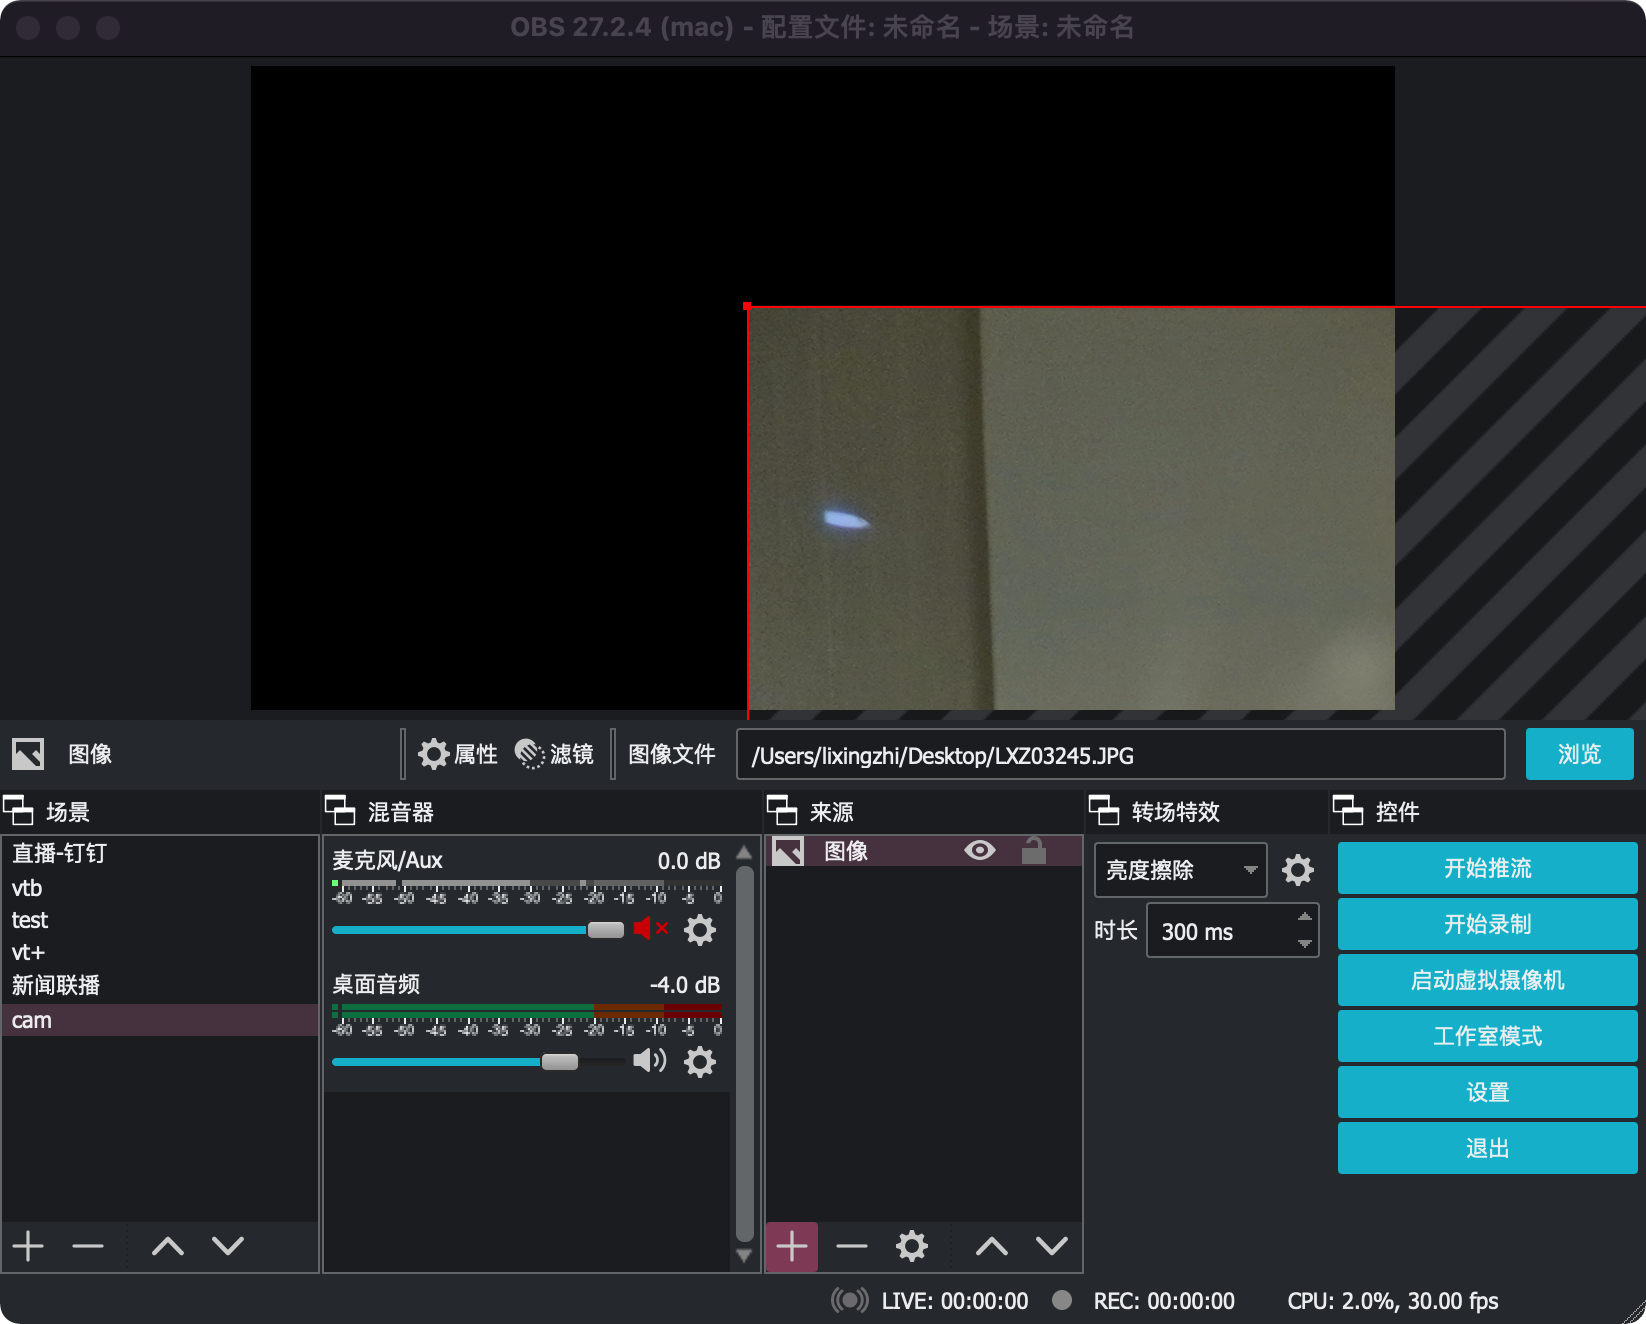 OBS 27.2.4 (mac) - 配置文件: 未命名 - 场景: 未命名
图像
属性
滤镜
图像文件
/Users/lixingzhi/Desktop/LXZ03245.JPG
浏览
场景
直播-钉钉
vtb
test
vt+
新闻联播
cam
混音器
麦克风/Aux
0.0 dB
-60 -55 -50 -45 -40 -35 -30 -25 -20 -15 -10 -5 0
桌面音频
-4.0 dB
-60 -55 -50 -45 -40 -35 -30 -25 -20 -15 -10 -5 0
来源
图像
转场特效
亮度擦除
时长
300 ms
控件
开始推流
开始录制
启动虚拟摄像机
工作室模式
设置
退出
LIVE: 00:00:00
REC: 00:00:00
CPU: 2.0%, 30.00 fps